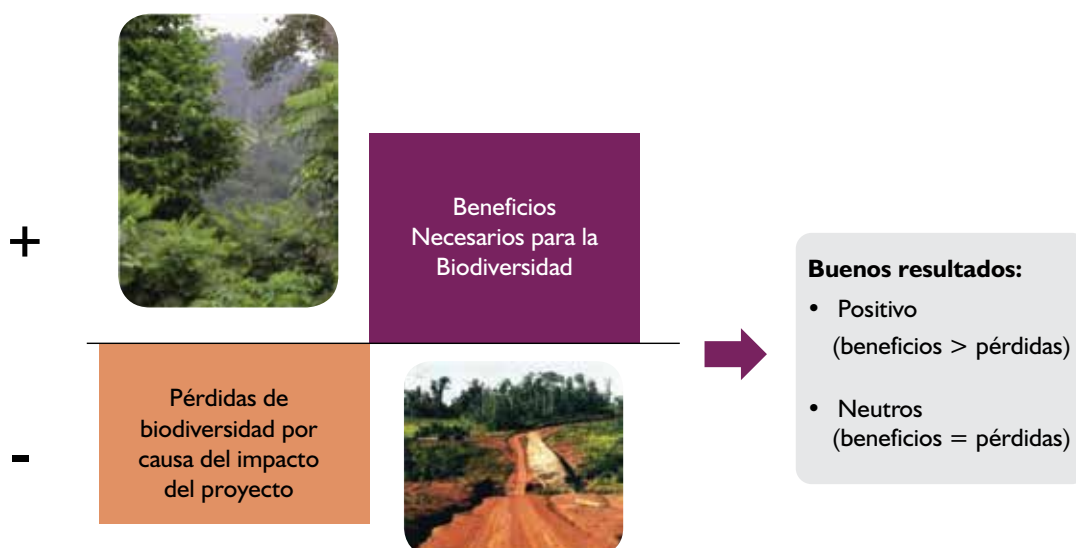 +
Beneficios
Necesarios para la
Biodiversidad
Pérdidas de
biodiversidad por
causa del impacto
del proyecto
-
Buenos resultados:
• Positivo
(beneficios > pérdidas)
• Neutros
(beneficios = pérdidas)